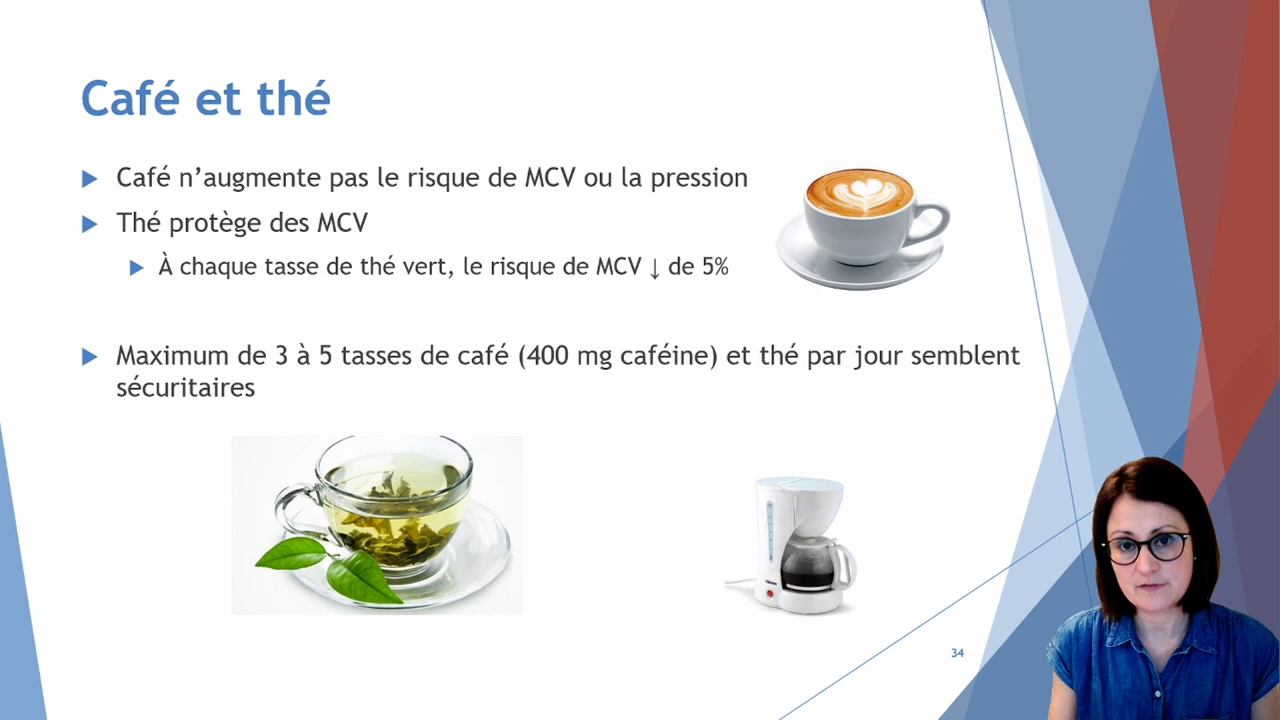 Café et thé
Café n’augmente pas le risque de MCV ou la pression
Thé protège des MCV
À chaque tasse de thé vert, le risque de MCV ↓ de 5%
Maximum de 3 à 5 tasses de café (400 mg caféine) et thé par jour semblent
sécuritaires
34